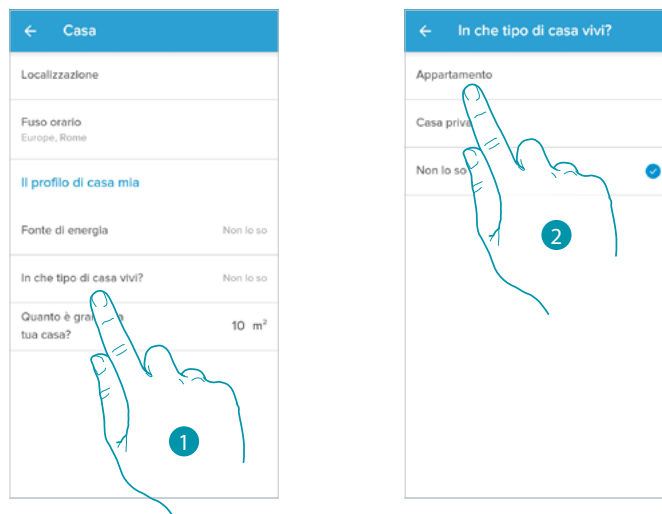 Casa
Localizzazione
Fuso orario
Europe, Rome
Il profilo di casa mia
Fonte di energia Non lo so
In che tipo di casa vivi? Non lo so
Quanto è gra
tua casa?
10 m²
1
In che tipo di casa vivi?
Appartamento
Casa priva
Non lo so
2